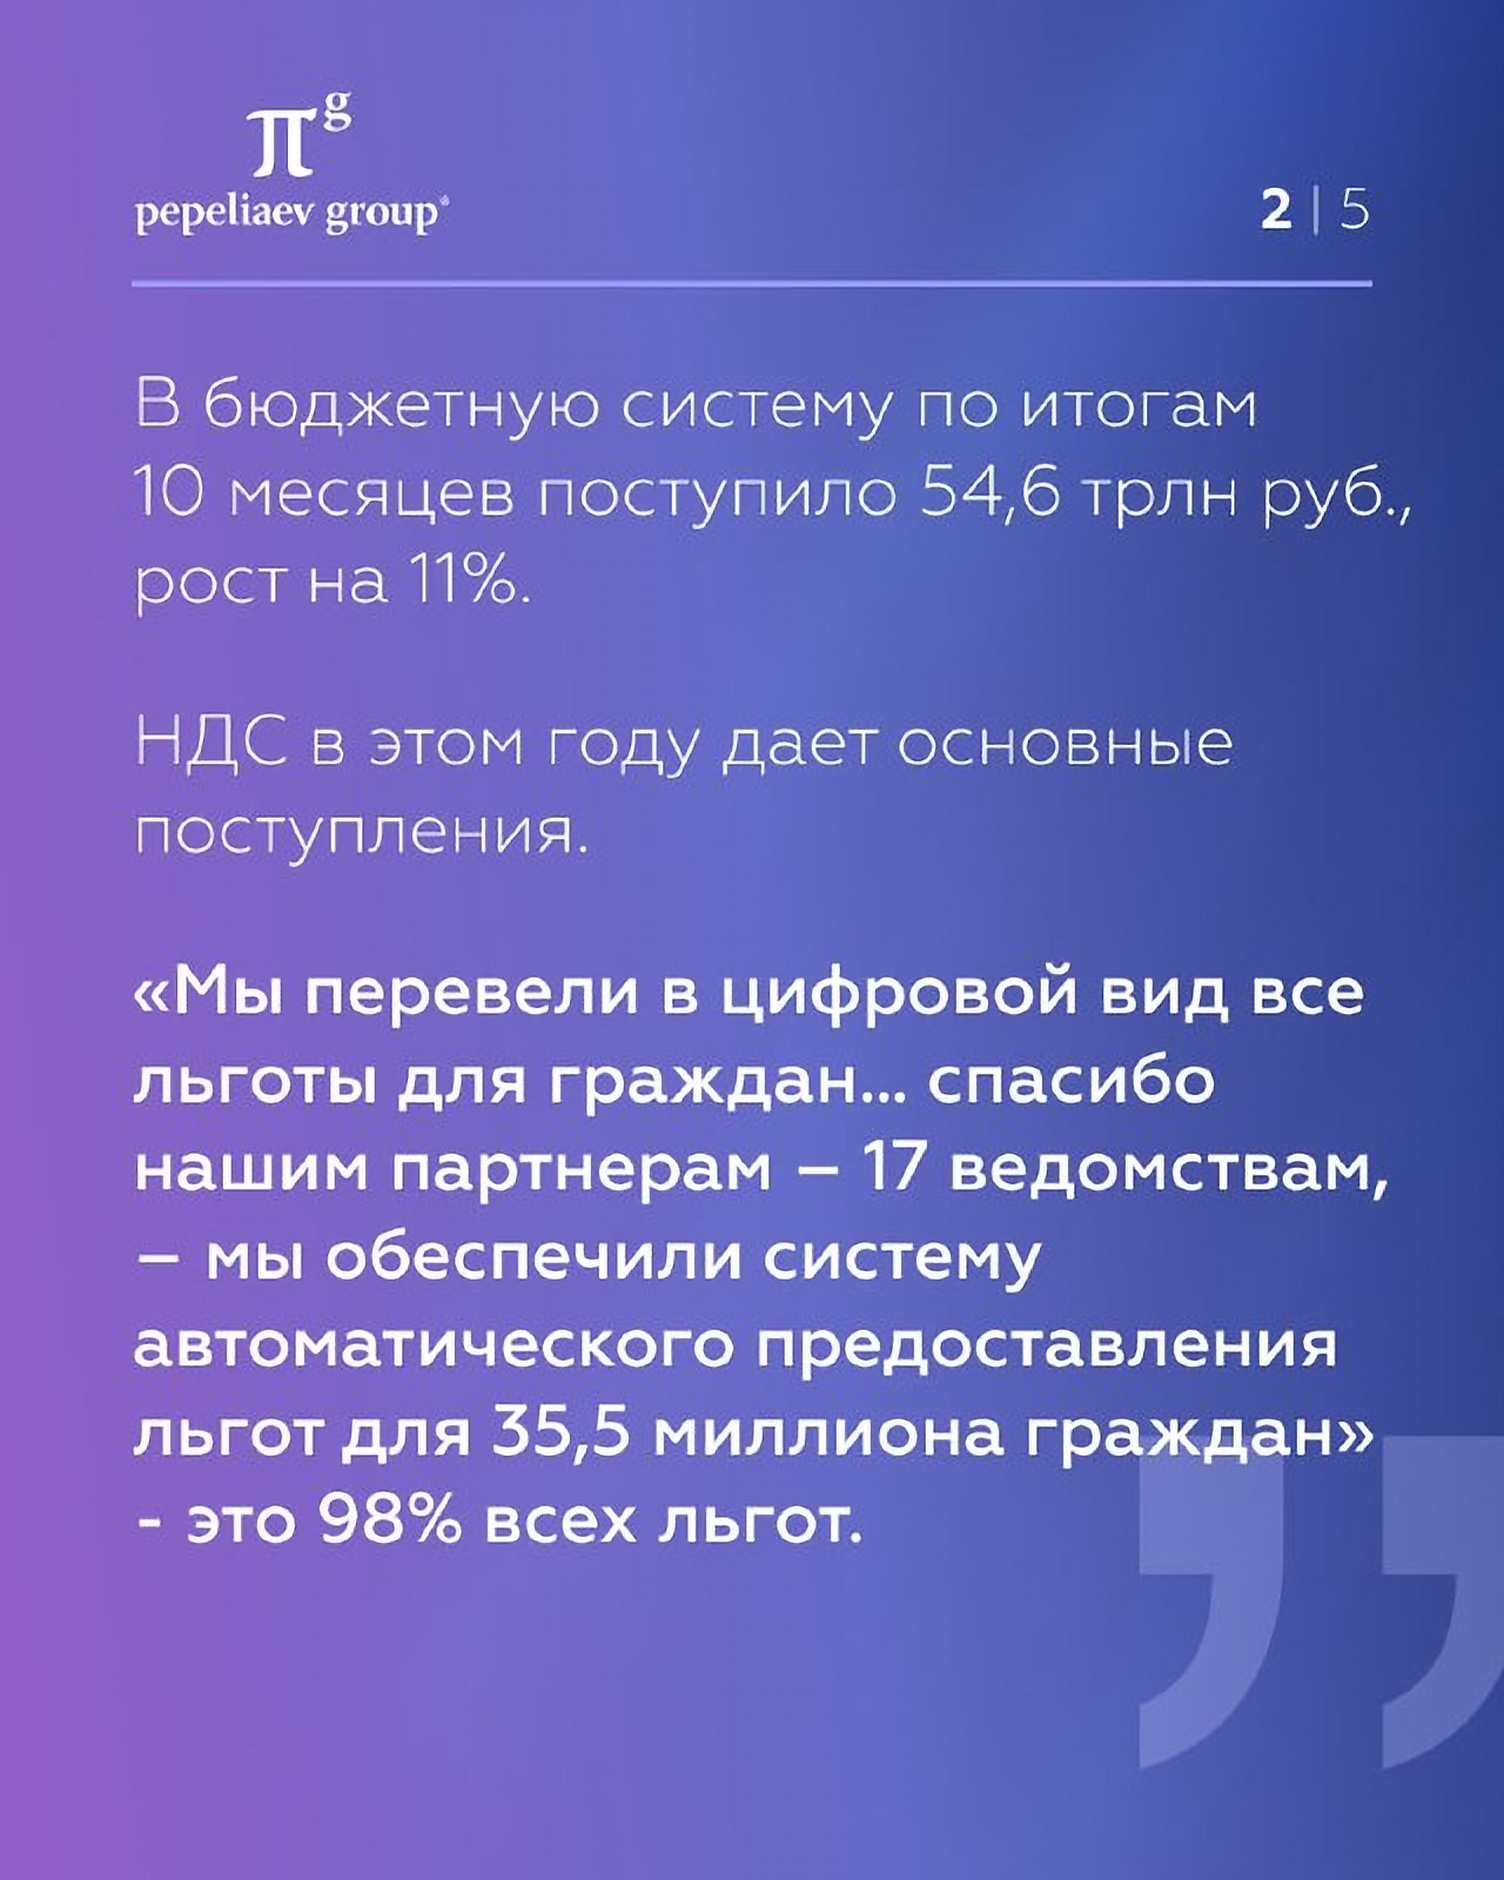 πg
pepeliaev group
2 | 5
В бюджетную систему по итогам
10 месяцев поступило 54,6 трлн руб.,
рост на 11%.
НДС в этом году дает основные
поступления.
«Мы перевели в цифровой вид все
льготы для граждан... спасибо
нашим партнерам – 17 ведомствам,
– мы обеспечили систему
автоматического предоставления
льгот для 35,5 миллиона граждан»
- это 98% всех льгот.